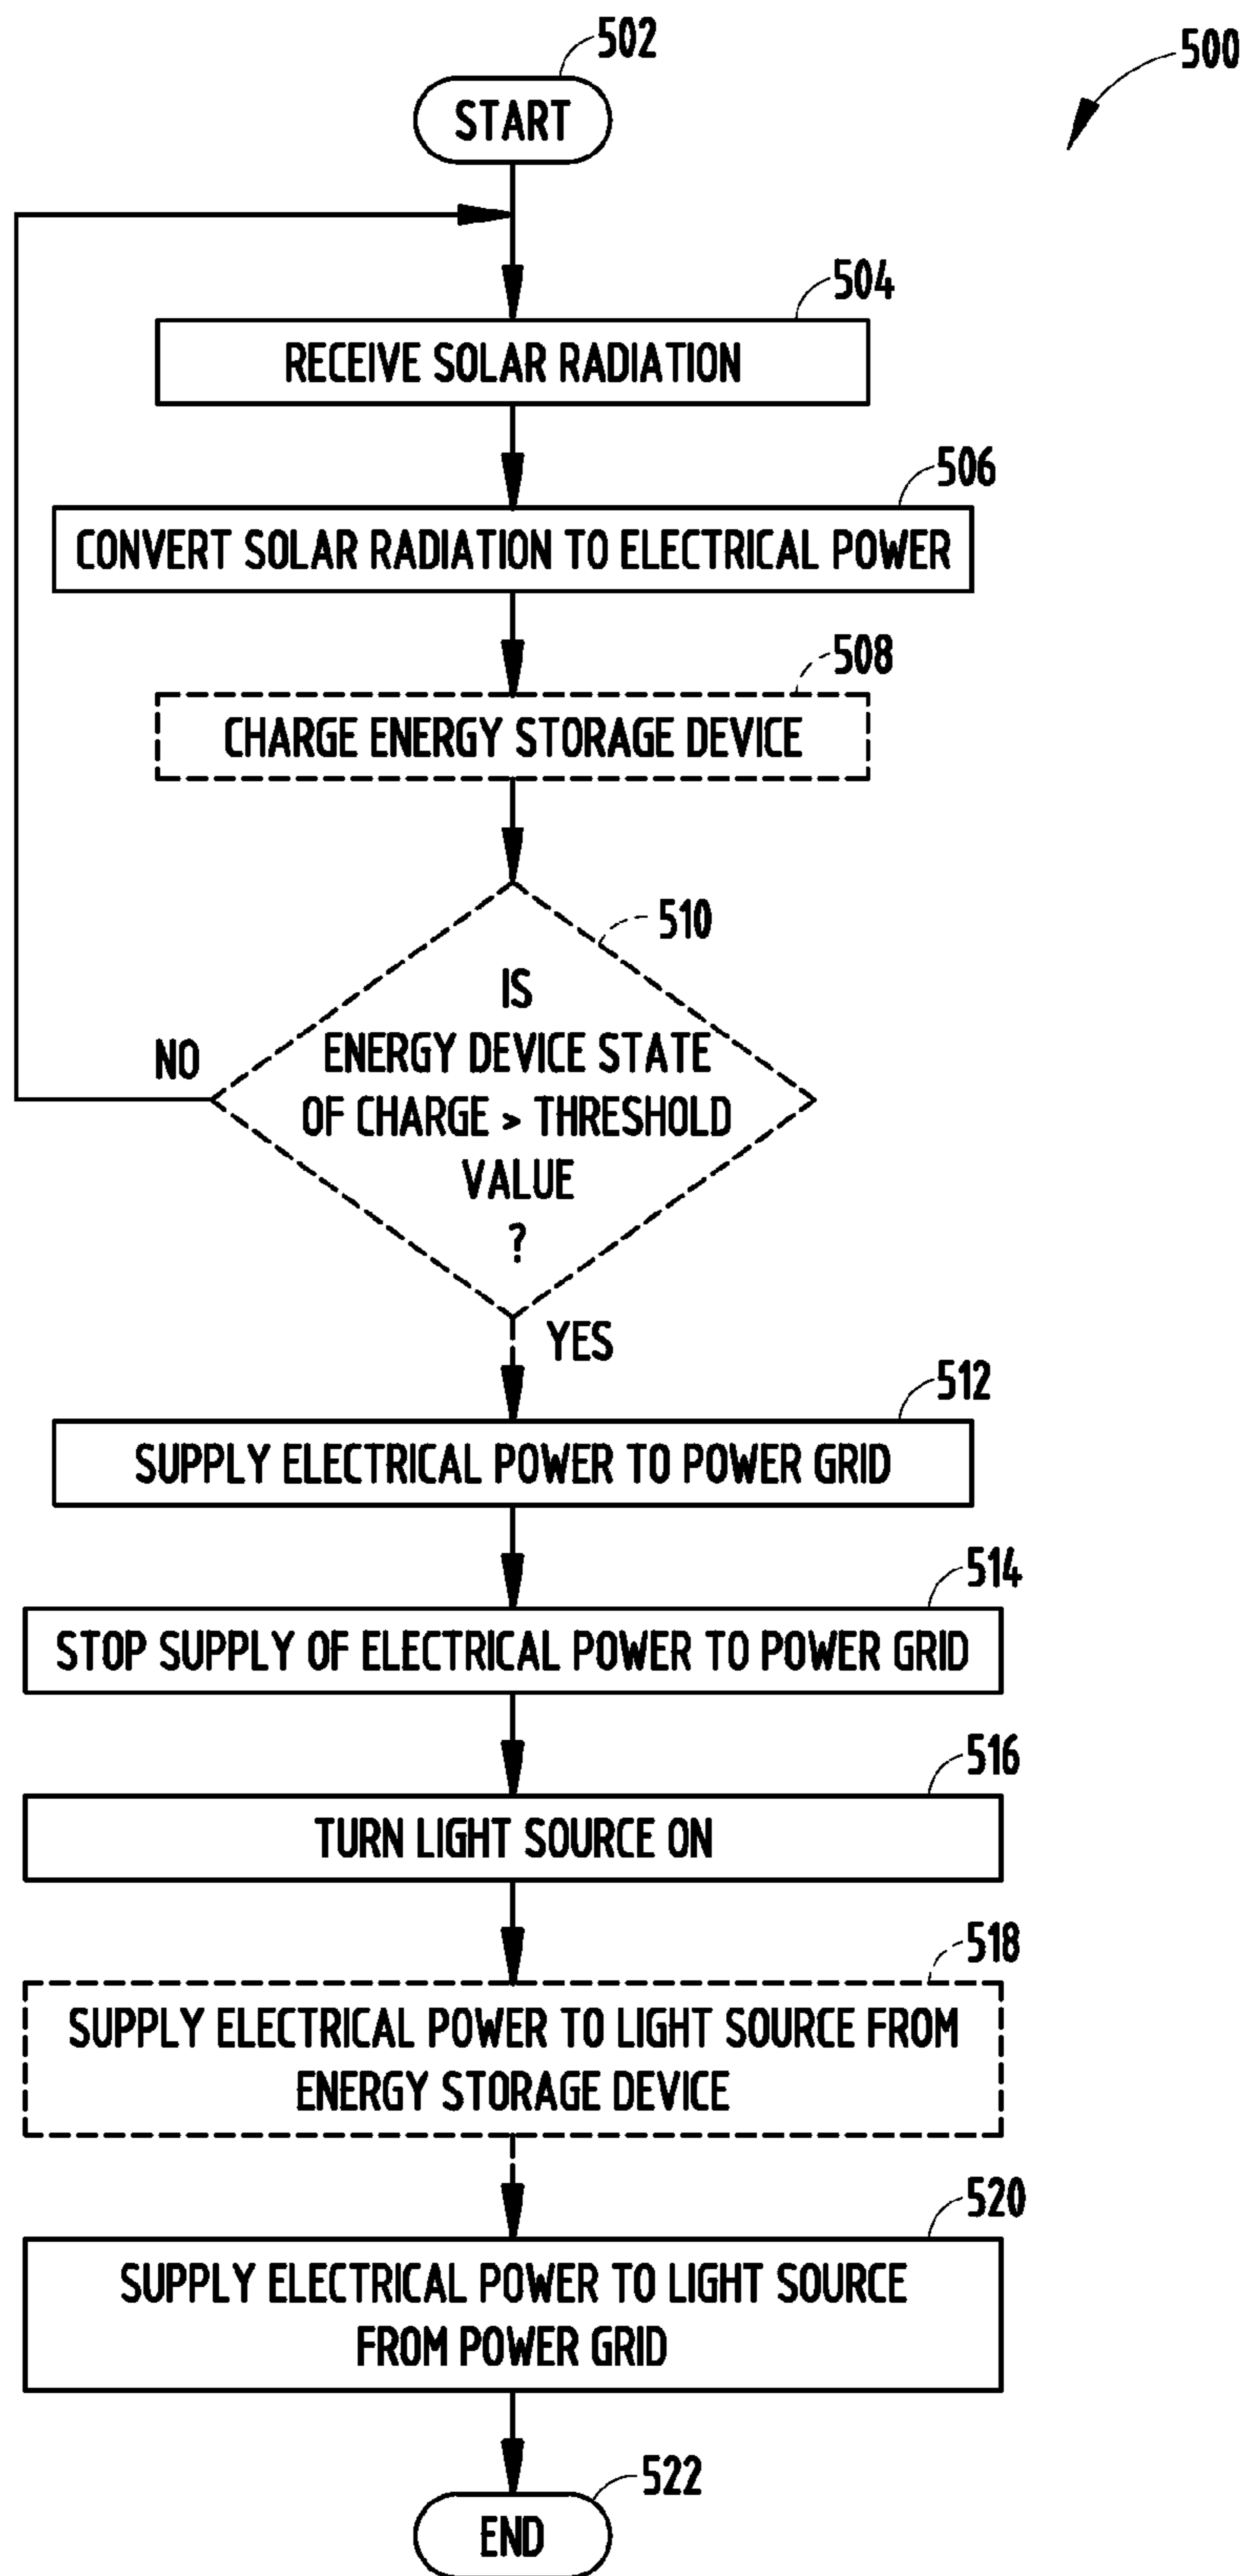 502
500
START
504
RECEIVE SOLAR RADIATION
506
CONVERT SOLAR RADIATION TO ELECTRICAL POWER
508
CHARGE ENERGY STORAGE DEVICE
510
IS
ENERGY DEVICE STATE
OF CHARGE > THRESHOLD
VALUE
?
NO
YES
512
SUPPLY ELECTRICAL POWER TO POWER GRID
514
STOP SUPPLY OF ELECTRICAL POWER TO POWER GRID
516
TURN LIGHT SOURCE ON
518
SUPPLY ELECTRICAL POWER TO LIGHT SOURCE FROM
ENERGY STORAGE DEVICE
520
SUPPLY ELECTRICAL POWER TO LIGHT SOURCE
FROM POWER GRID
522
END